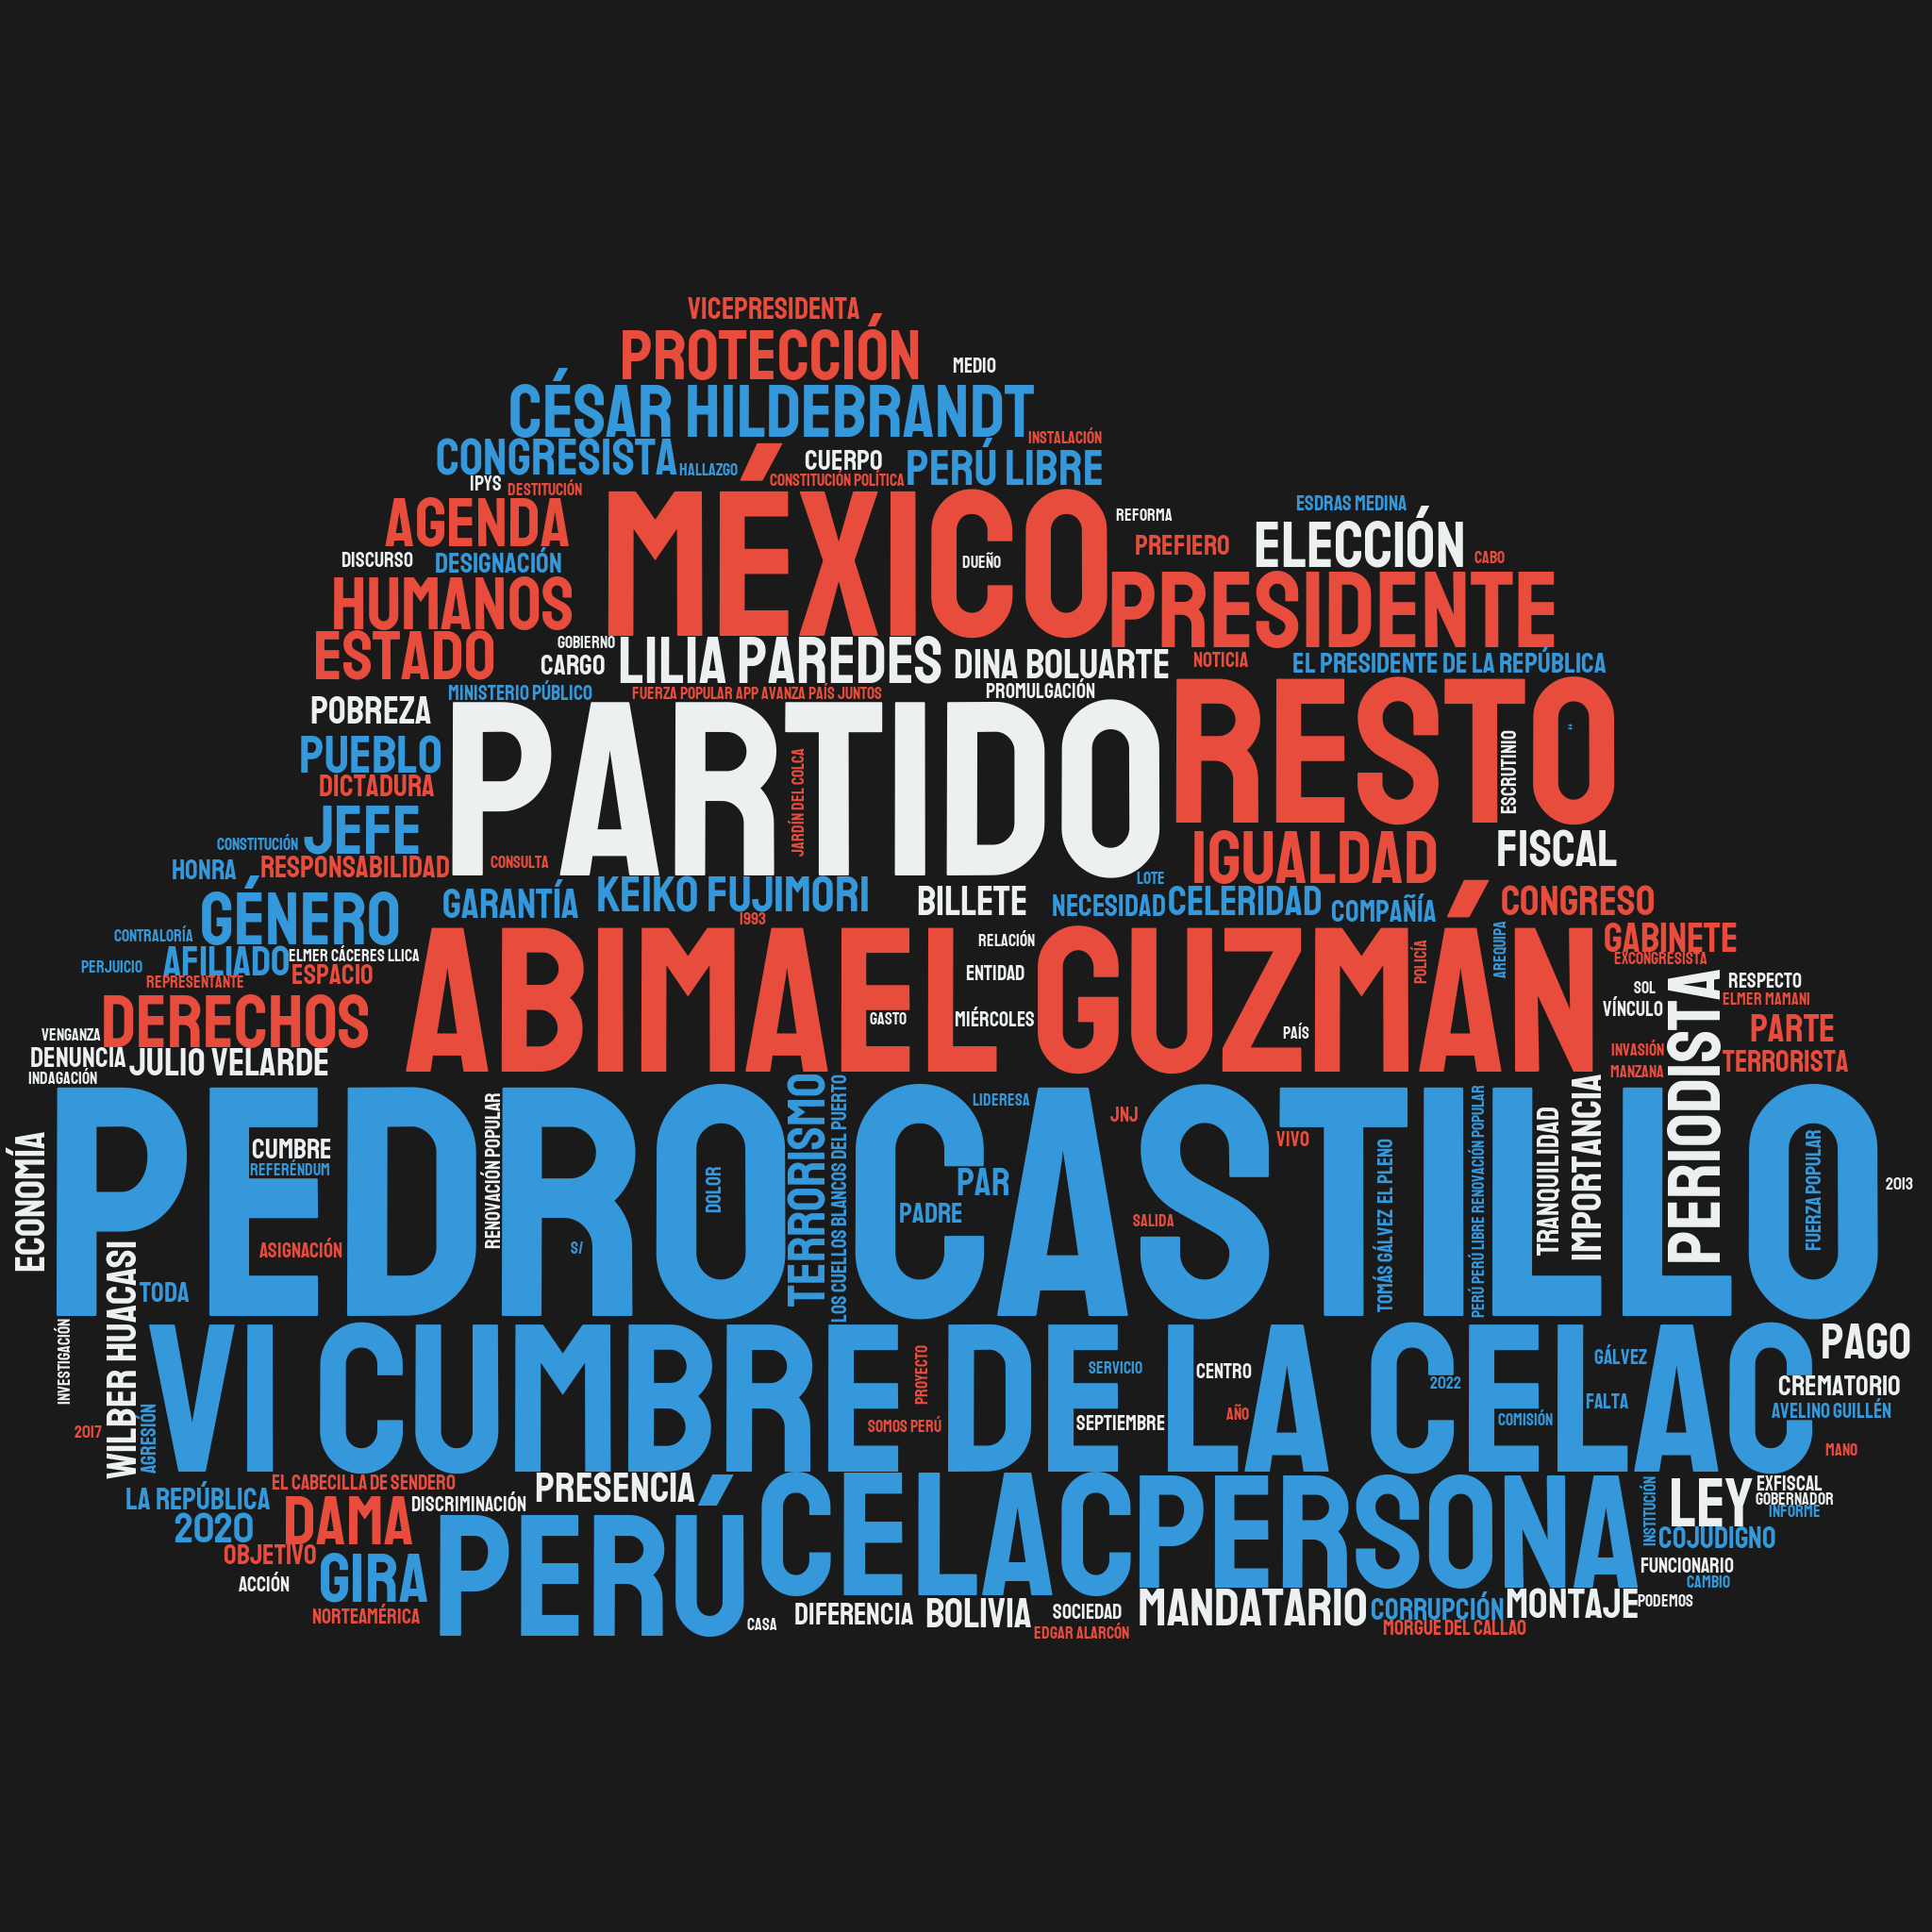 VICEPRESIDENTA
PROTECCIÓN
MEDIO
CÉSAR HILDEBRANDT
INSTALACIÓN
CONGRESISTA
HALLAZGO
CUERPO
PERÚ LIBRE
IPYS
DESTITUCIÓN
CONSTITUCIÓN POLÍTICA
AGENDA
MÉXICO
REFORMA
ESDRAS MEDINA
PREFIERO
ELECCIÓN
CABO
DISCURSO
DESIGNACIÓN
DUEÑO
HUMANOS
PRESIDENTE
ESTADO
GOBIERNO
CARGO
LILIA PAREDES
DINA BOLUARTE
NOTICIA
EL PRESIDENTE DE LA REPÚBLICA
MINISTERIO PÚBLICO
FUERZA POPULAR APP AVANZA PAÍS JUNTOS
PROMULGACIÓN
POBREZA
PARTIDO
RESTO
“
ESCRUTINIO
PUEBLO
JARDÍN DEL COLCA
DICTADURA
JEFE
CONSTITUCIÓN
HONRA
RESPONSABILIDAD
CONSULTA
IGUALDAD
FISCAL
LOTE
GÉNERO
GARANTÍA
KEIKO FUJIMORI
1993
BILLETE
NECESIDAD
CELERIDAD
COMPAÑÍA
CONGRESO
CONTRALORÍA
AFILIADO
ELMER CÁCERES LLICA
PERJUICIO
REPRESENTANTE
ESPACIO
ABIMAEL GUZMÁN
RELACIÓN
ENTIDAD
GASTO
MIÉRCOLES
PAÍS
POLICÍA
AREQUIPA
GABINETE
EXCONGRESISTA
SOL
RESPECTO
VÍNCULO
ELMER MAMANI
PERIODISTA
PARTE
INVASIÓN
TERRORISTA
MANZANA
DERECHOS
VENGANZA
DENUNCIA
JULIO VELARDE
INDAGACIÓN
PEDRO CASTILLO
ECONOMÍA
CUMBRE
REFERÉNDUM
RENOVACIÓN POPULAR
ASIGNACIÓN
S/
DOLOR
TERRORISMO
LOS CUELLOS BLANCOS DEL PUERTO
LIDERESA
PAR
PADRE
JNJ
SALIDA
VIVO
TOMÁS GÁLVEZ EL PLENO
PERÚ PERÚ LIBRE RENOVACIÓN POPULAR
TRANQUILIDAD
IMPORTANCIA
FUERZA POPULAR
2013
TODA
WILBER HUACASI
INVESTIGACIÓN
VI CUMBRE DE LA CELAC
PROYECTO
SERVICIO
CENTRO
2022
GÁLVEZ
PAGO
CREMATORIO
SOMOS PERÚ
SEPTIEMBRE
AÑO
COMISIÓN
FALTA
AVELINO GUILLÉN
2017
AGRESIÓN
MANO
EL CABECILLA DE SENDERO
LA REPÚBLICA
2020
DAMA
DISCRIMINACIÓN
PRESENCIA
PERÚ
CELAC
PERSONA
INSTITUCIÓN
LEY
EXFISCAL
GOBERNADOR
INFORME
COJUDIGNO
OBJETIVO
GIRA
ACCIÓN
NORTEAMÉRICA
FUNCIONARIO
CAMBIO
CASA
DIFERENCIA
BOLIVIA
SOCIEDAD
EDGAR ALARCÓN
MANDATARIO
CORRUPCIÓN
MORGUE DEL CALLAO
MONTAJE
PODEMOS